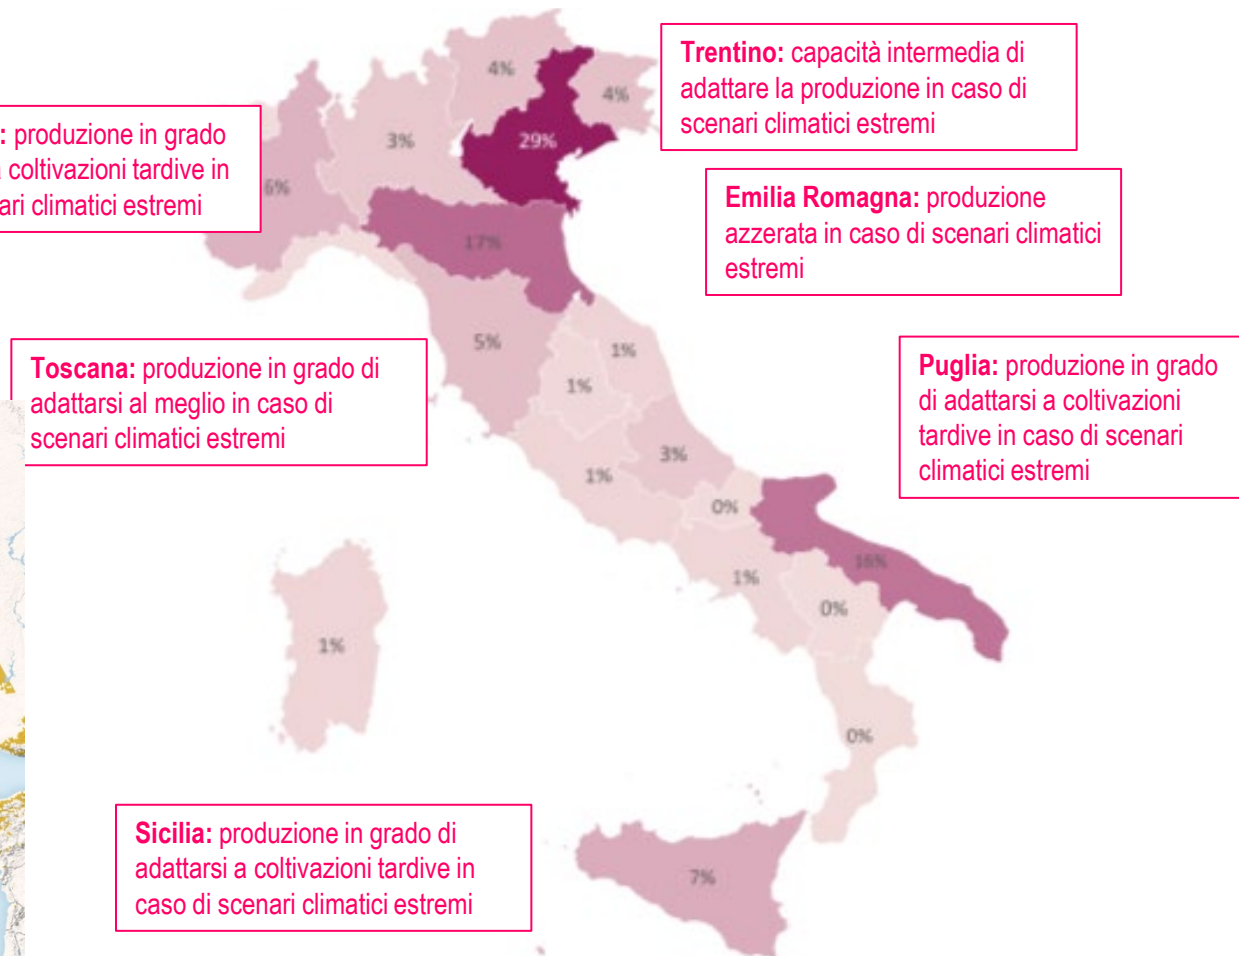 Trentino: capacità intermedia di
adattare la produzione in caso di
scenari climatici estremi
4%
4%
: produzione in grado
coltivazioni tardive in
climatici estremi
3%
29%
6%
Emilia Romagna: produzione
azzerata in caso di scenari climatici
estremi
17%
Toscana: produzione in grado di
adattarsi al meglio in caso di
scenari climatici estremi
5%
1%
1%
Puglia: produzione in grado
di adattarsi a coltivazioni
tardive in caso di scenari
climatici estremi
3%
1%
0%
16%
1%
0%
1%
0%
Sicilia: produzione in grado di
adattarsi a coltivazioni tardive in
caso di scenari climatici estremi
7%